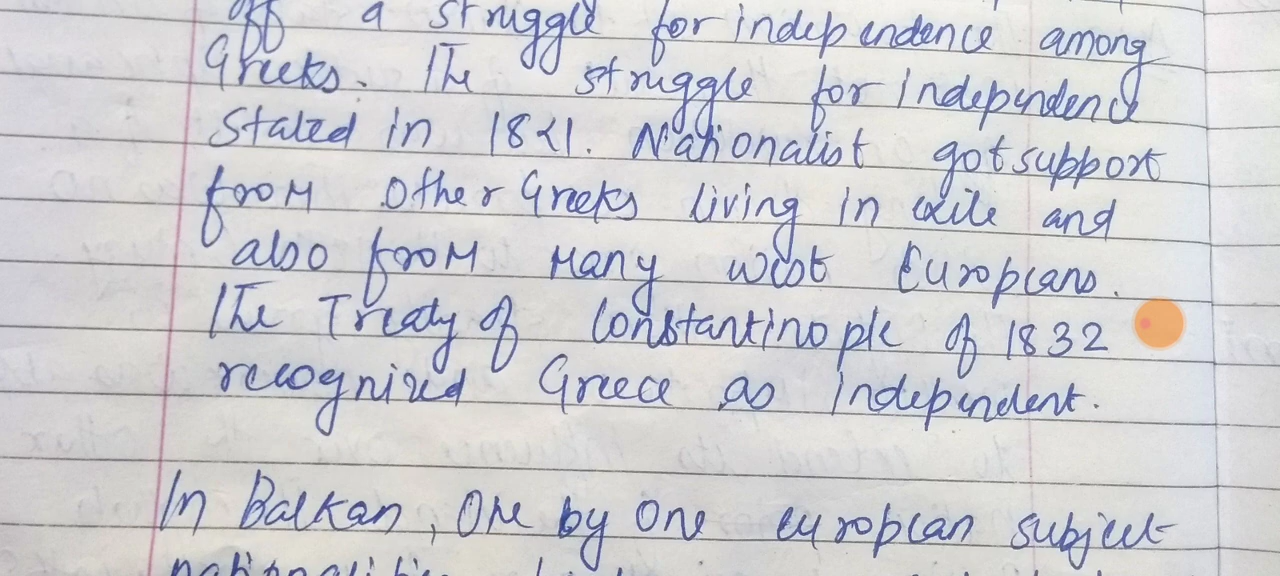 off a struggle for independence among
Greeks. The struggle for independence
Stated in 1821. Nationalist got support
from other Greeks living in exile and
also from many west Europeans.
The Treaty of Constantinople of 1832
recognized Greece as independent.
In Balkan, One by one european subject
nationalities